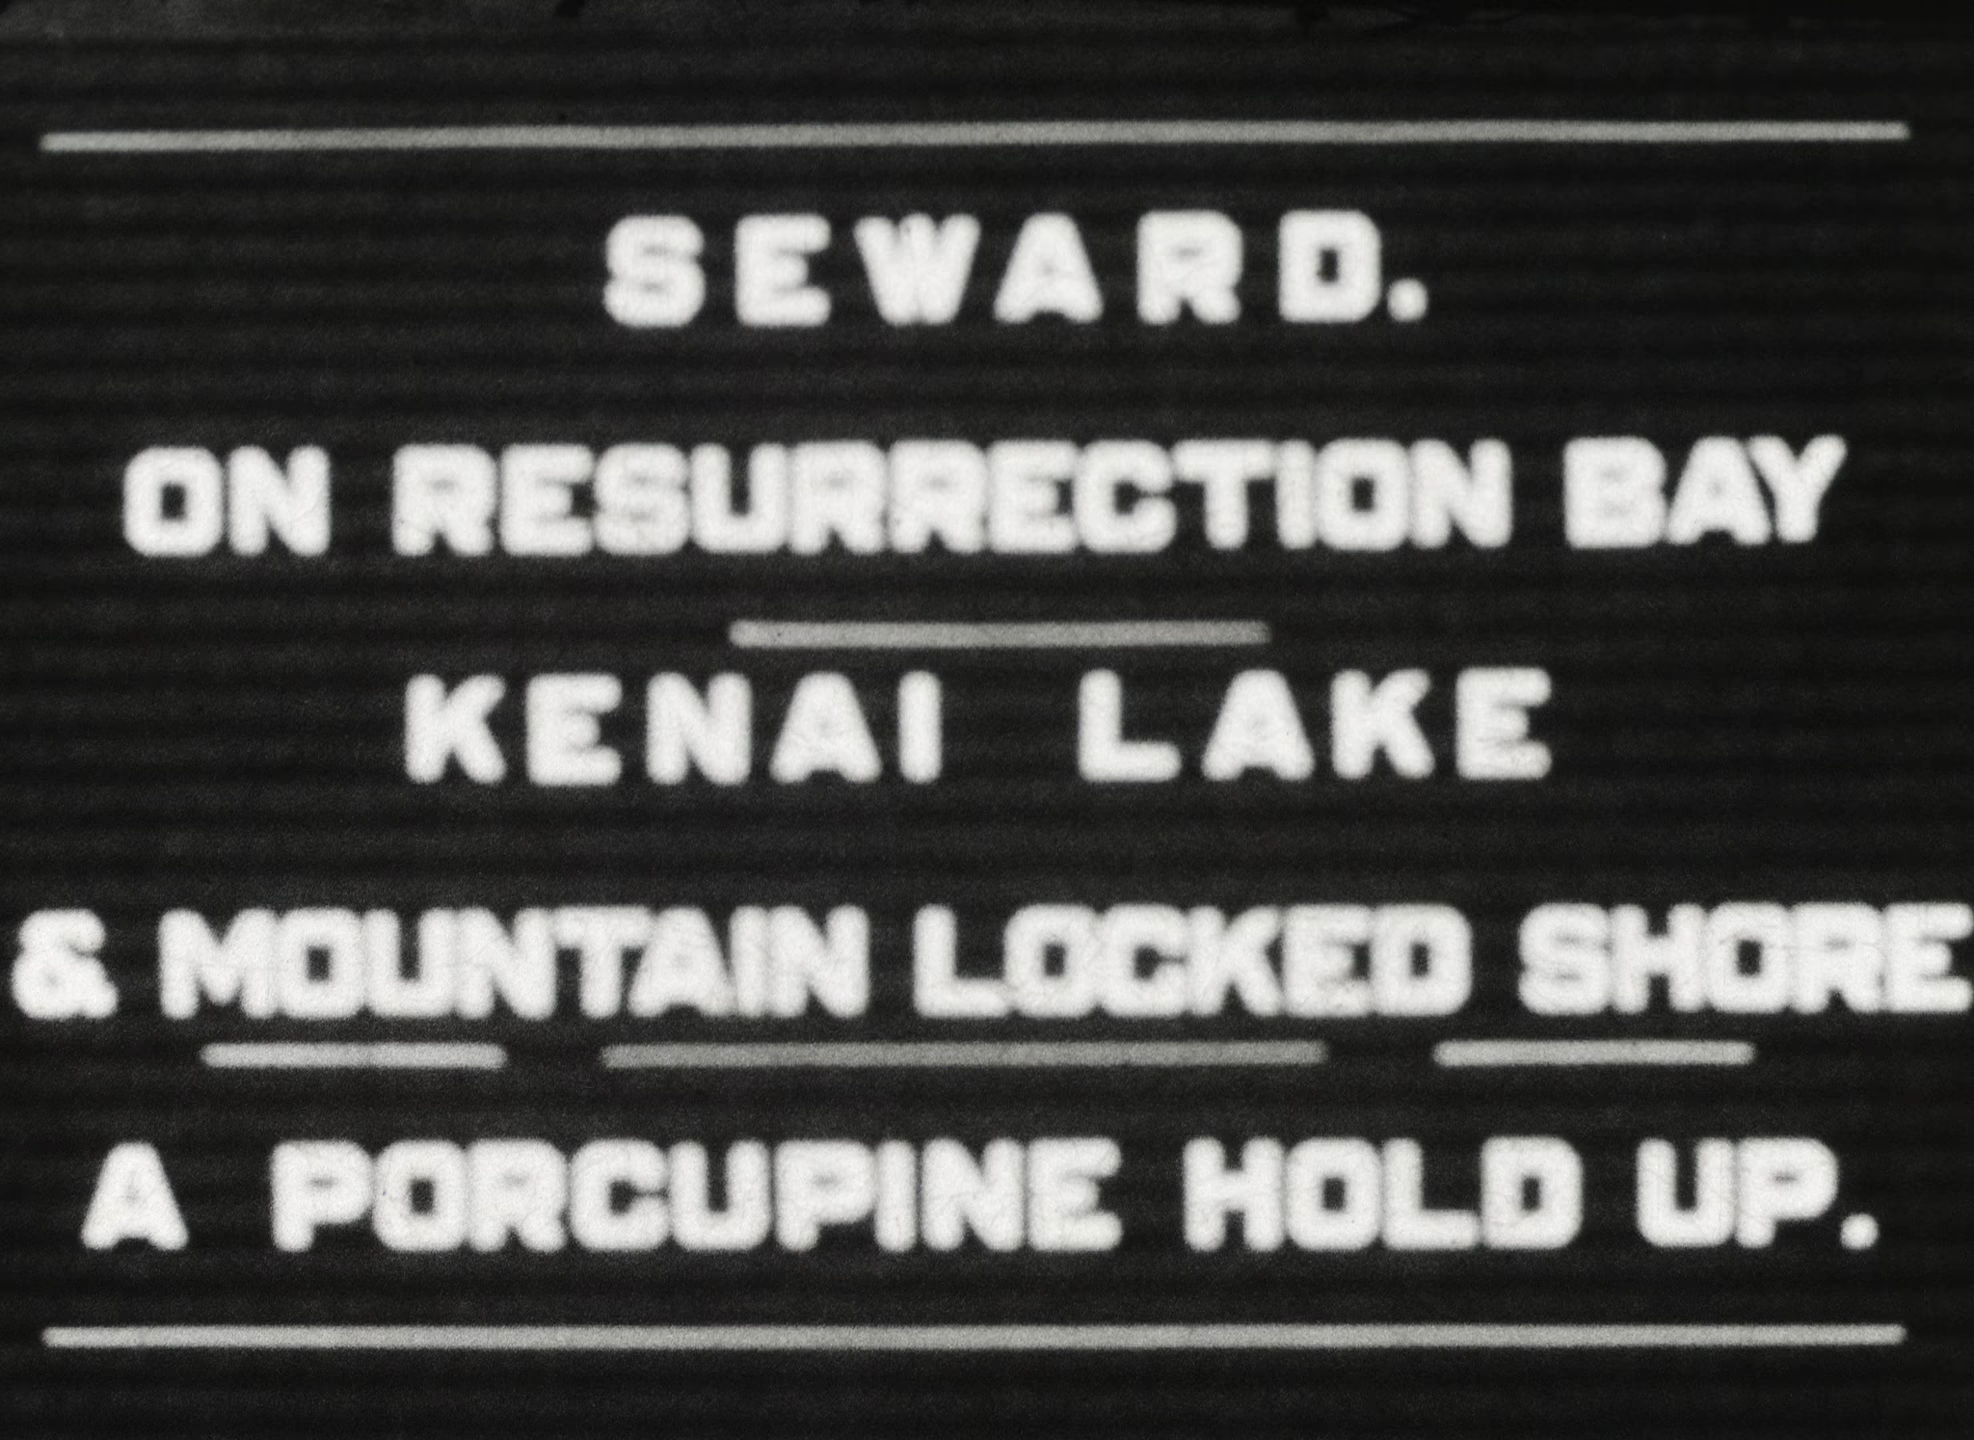 SEWARD.
ON RESURRECTION BAY
KENAI LAKE
& MOUNTAIN LOCKED SHORE
A PORCUPINE HOLD UP.